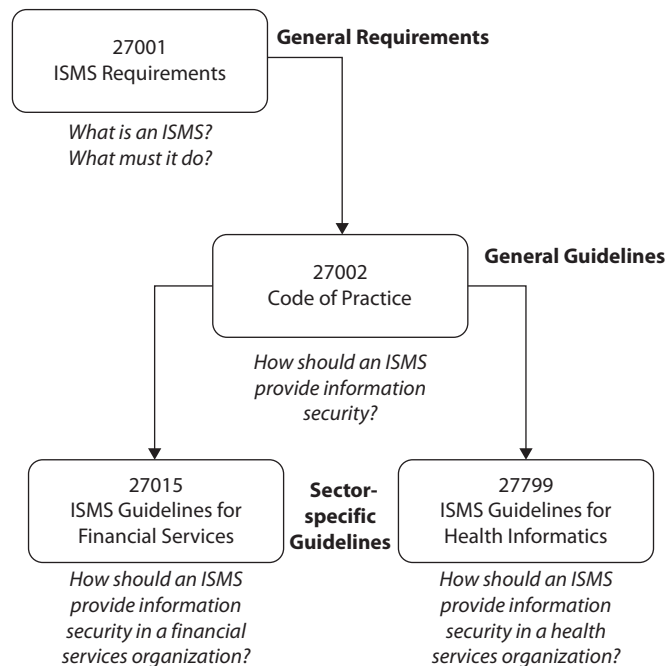 27001
ISMS Requirements
General Requirements
What is an ISMS?
What must it do?
27002
Code of Practice
General Guidelines
How should an ISMS
provide information
security?
27015
ISMS Guidelines for
Financial Services
Sector-
specific
Guidelines
27799
ISMS Guidelines for
Health Informatics
How should an ISMS
provide information
security in a financial
services organization?
How should an ISMS
provide information
security in a health
services organization?